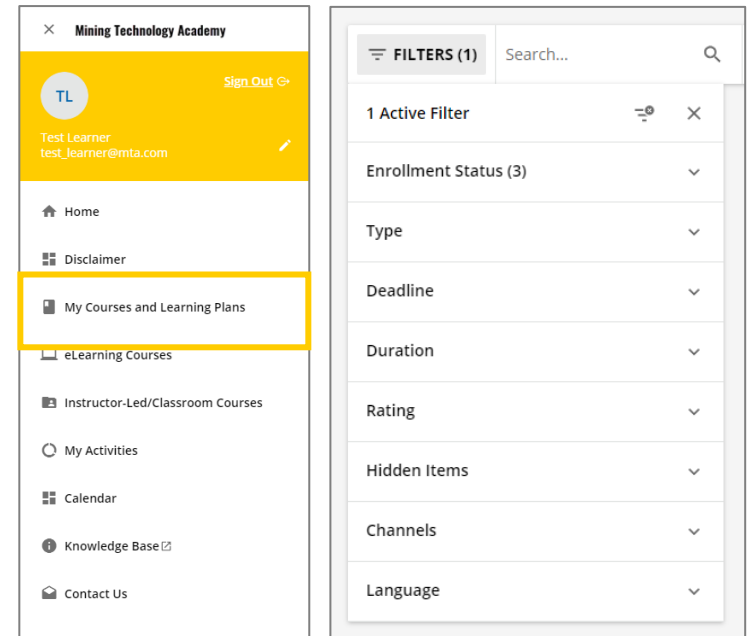 Mining Technology Academy
Sign Out
TL
Test Learner
test_learner@mta.com
Home
Disclaimer
My Courses and Learning Plans
eLearning Courses
Instructor-Led/Classroom Courses
My Activities
Calendar
Knowledge Base
Contact Us
FILTERS (1)
Search...
1 Active Filter
Enrollment Status (3)
Type
Deadline
Duration
Rating
Hidden Items
Channels
Language